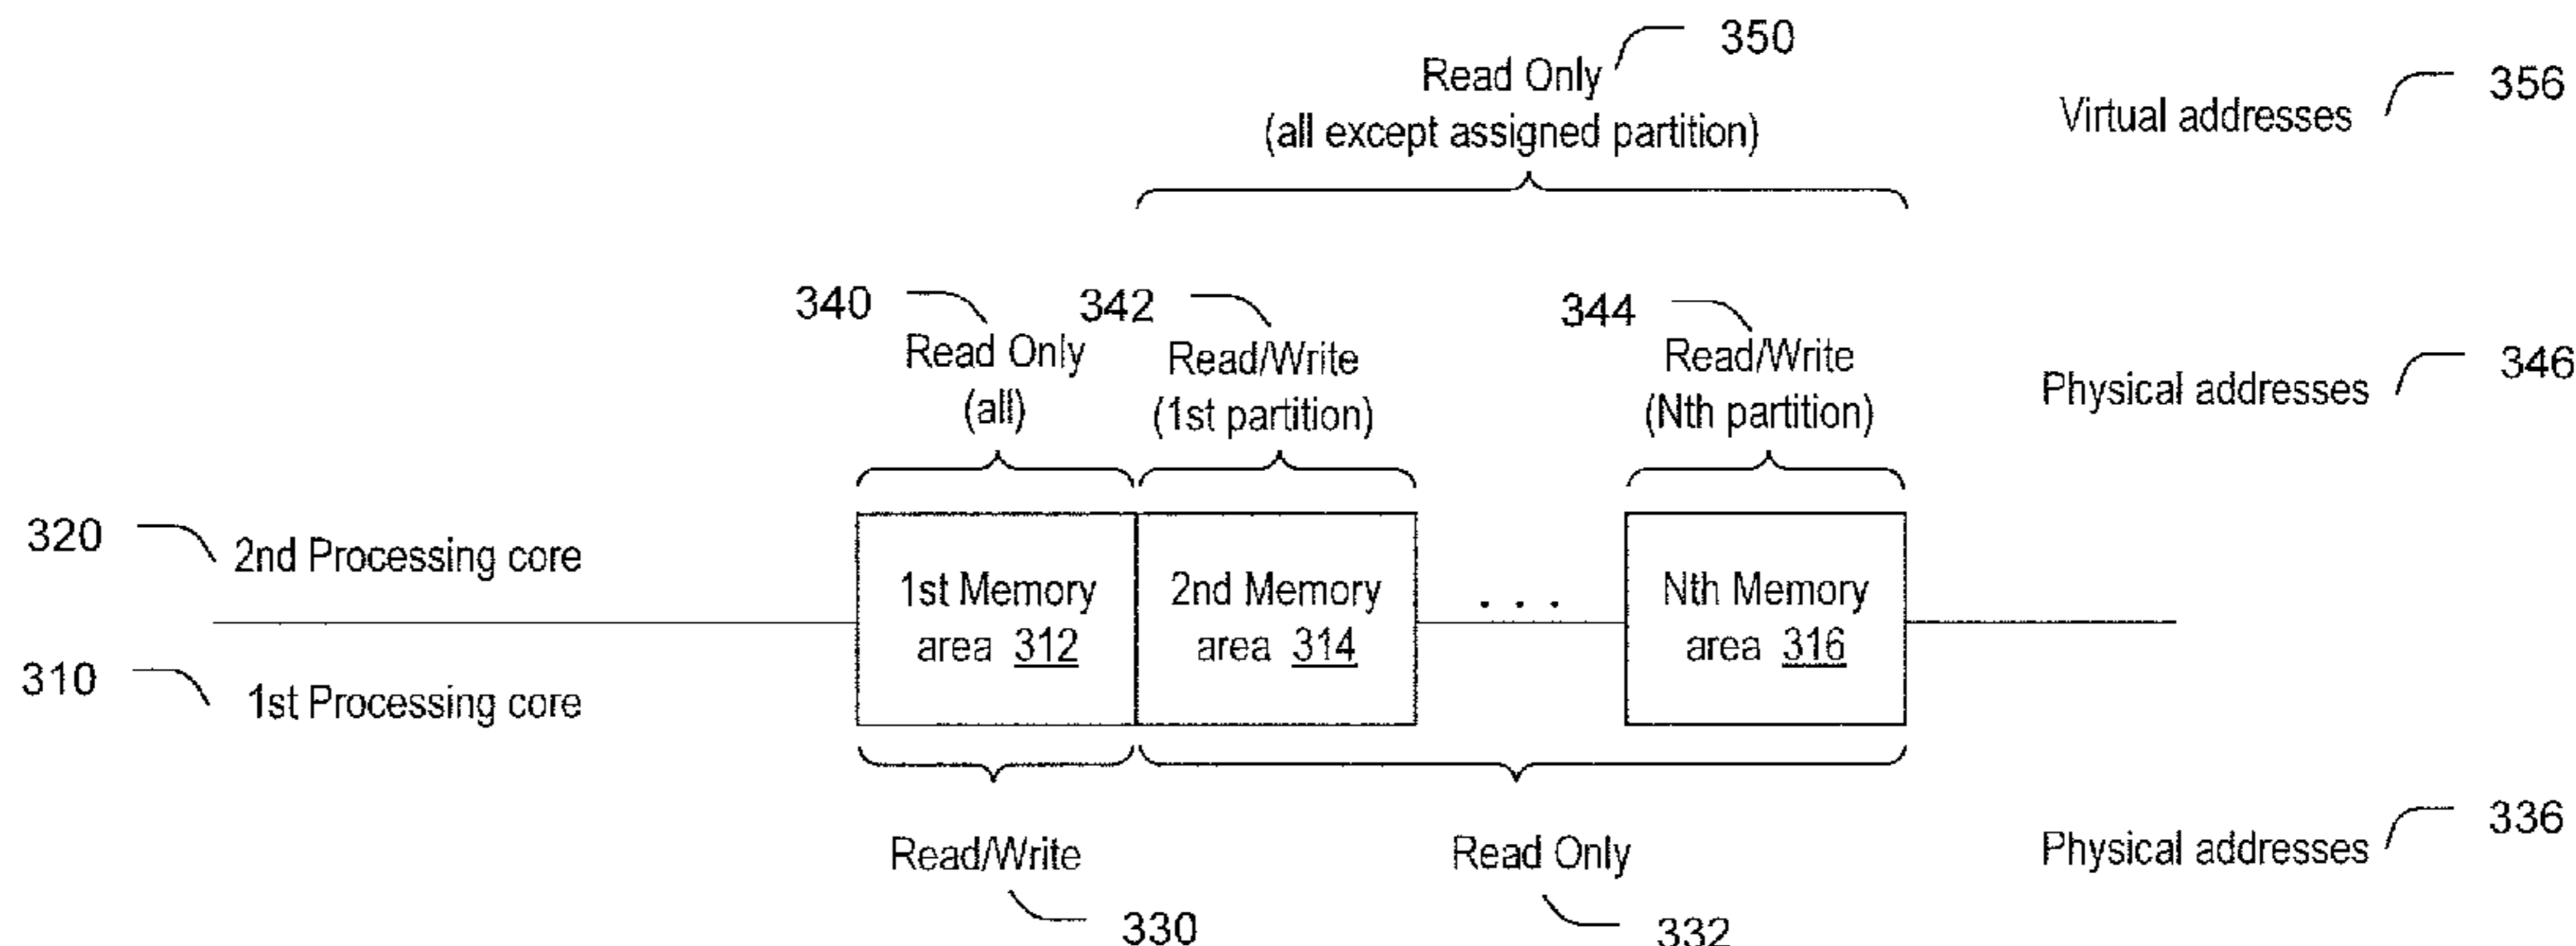 350
Read Only
(all except assigned partition)
Virtual addresses
356
340
Read Only
(all)
342
Read/Write
(1st partition)
344
Read/Write
(Nth partition)
Physical addresses
346
320
2nd Processing core
310
1st Processing core
1st Memory
area 312
2nd Memory
area 314
. . .
Nth Memory
area 316
Read/Write
330
Read Only
332
Physical addresses
336